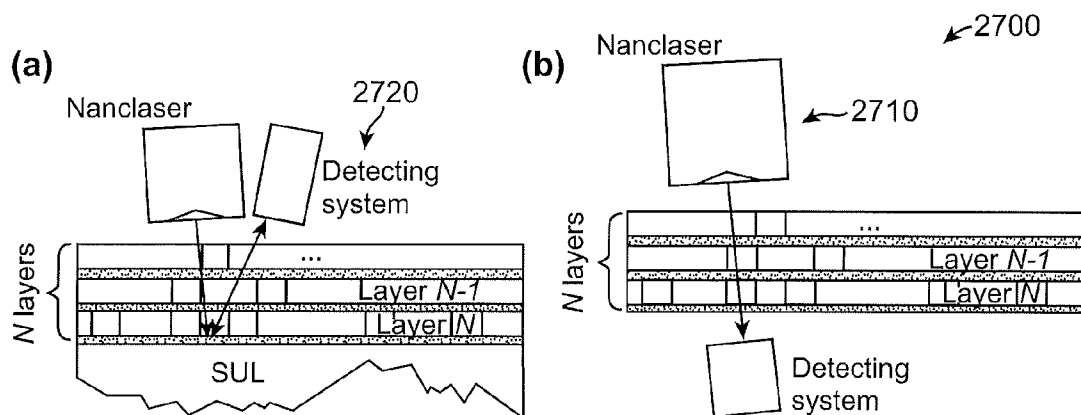 (a)
Nanclaser
2720
Detecting
system
N layers
...
Layer N-1
Layer N
SUL
(b)
2700
Nanclaser
2710
N layers
...
Layer N-1
Layer N
Detecting
system